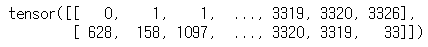 tensor([[   0,    1,    1,  ..., 3319, 3320, 3326],
        [ 628,  158, 1097,  ..., 3320, 3319,   33]])